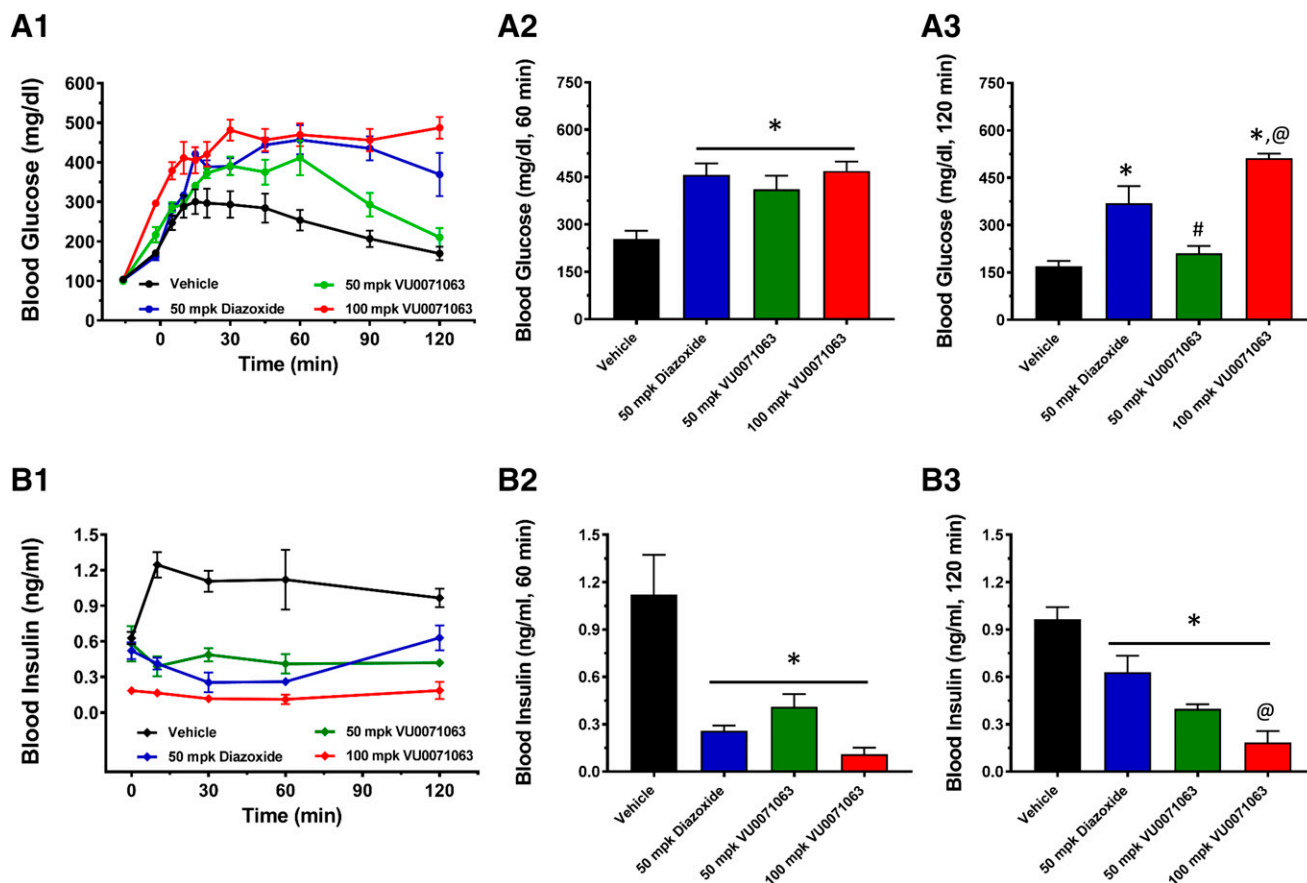 A1
Blood Glucose (mg/dl)
600
500
400
300
200
100
0
Vehicle
50 mpk Diazoxide
50 mpk VU0071063
100 mpk VU0071063
0 30 60 90 120
Time (min)
A2
Blood Glucose (mg/dl, 60 min)
750
600
450
300
150
0
*
Vehicle
50 mpk Diazoxide
50 mpk VU0071063
100 mpk VU0071063
A3
Blood Glucose (mg/dl, 120 min)
750
600
450
300
150
0
*
#
*,@
Vehicle
50 mpk Diazoxide
50 mpk VU0071063
100 mpk VU0071063
B1
Blood Insulin (ng/ml)
1.5
1.2
0.9
0.6
0.3
0.0
Vehicle
50 mpk Diazoxide
50 mpk VU0071063
100 mpk VU0071063
0 30 60 90 120
Time (min)
B2
Blood Insulin (ng/ml, 60 min)
1.5
1.2
0.9
0.6
0.3
0.0
*
Vehicle
50 mpk Diazoxide
50 mpk VU0071063
100 mpk VU0071063
B3
Blood Insulin (ng/ml, 120 min)
1.5
1.2
0.9
0.6
0.3
0.0
*
@
Vehicle
50 mpk Diazoxide
50 mpk VU0071063
100 mpk VU0071063